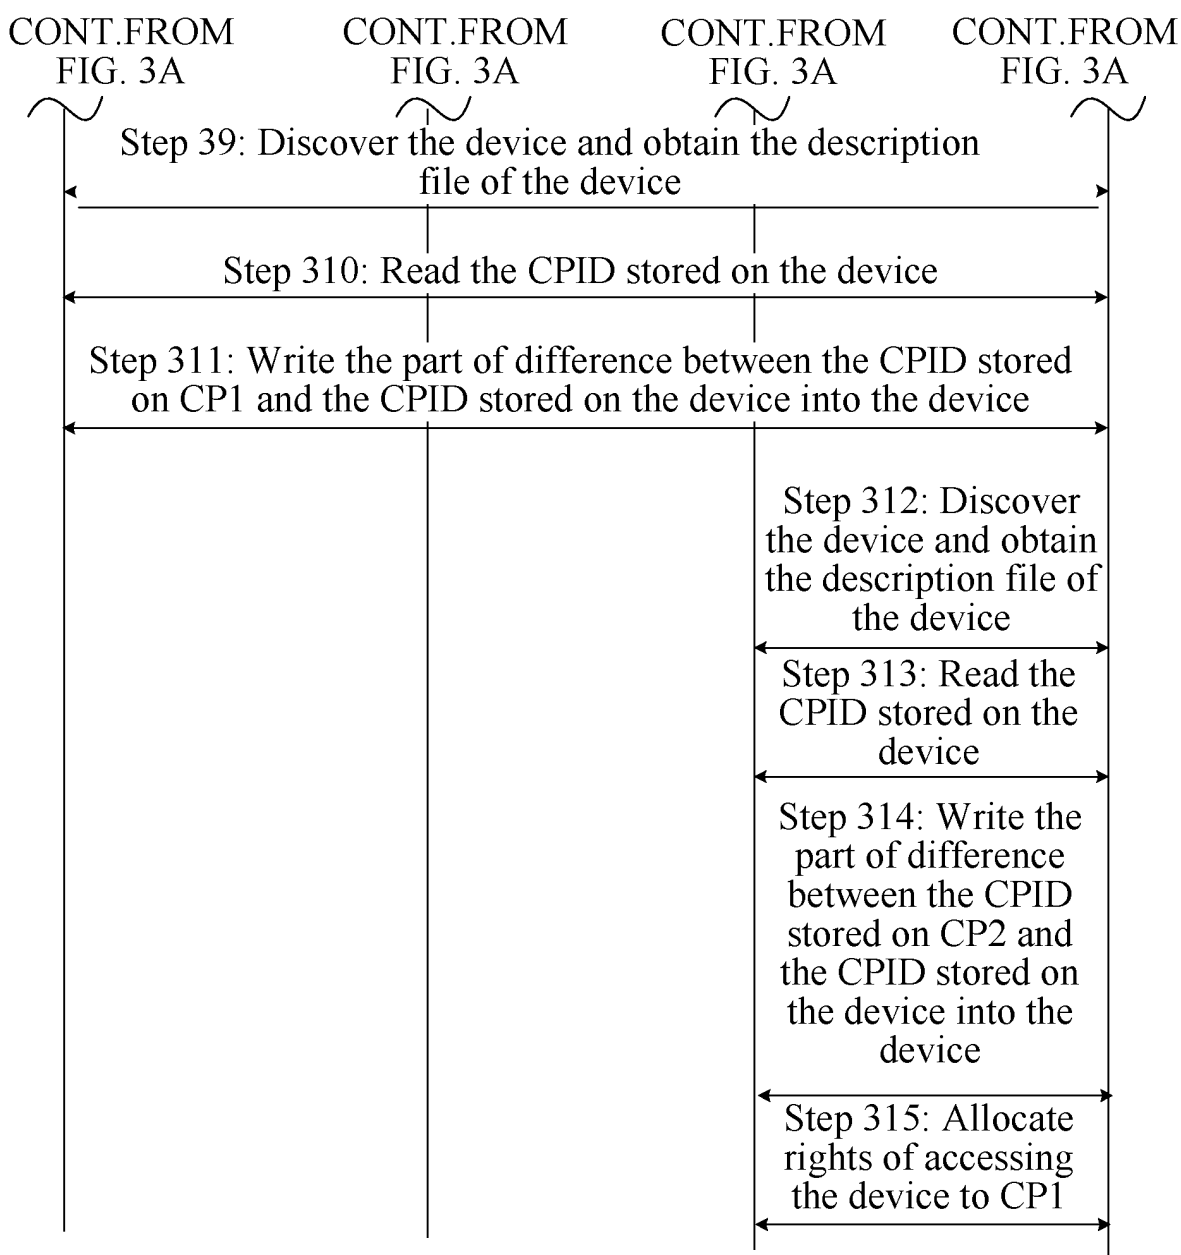 CONT.FROM CONT.FROM CONT.FROM CONT.FROM
FIG. 3A FIG. 3A FIG. 3A FIG. 3A
Step 39: Discover the device and obtain the description
file of the device
Step 310: Read the CPID stored on the device
Step 311: Write the part of difference between the CPID stored
on CP1 and the CPID stored on the device into the device
Step 312: Discover
the device and obtain
the description file of
the device
Step 313: Read the
CPID stored on the
device
Step 314: Write the
part of difference
between the CPID
stored on CP2 and
the CPID stored on
the device into the
device
Step 315: Allocate
rights of accessing
the device to CP1